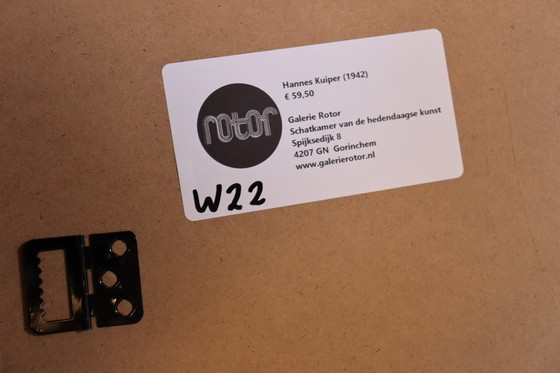 rotor
Hannes Kuiper (1942)
€ 59,50
Galerie Rotor
Schatkamer van de hedendaagse kunst
Spijksedijk 8
4207 GN Gorinchem
www.galerierotor.nl
W22